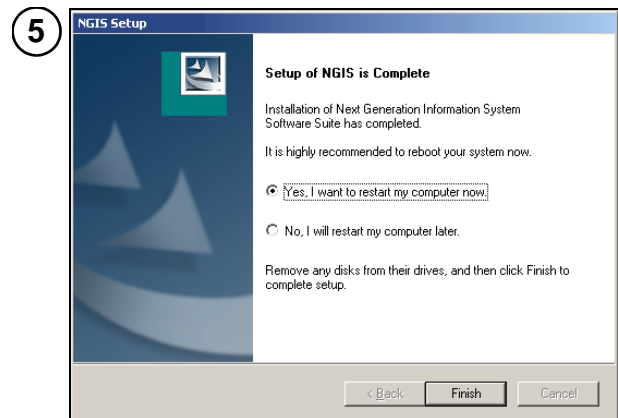 5
NGIS Setup
Setup of NGIS is Complete
Installation of Next Generation Information System
Software Suite has completed.
It is highly recommended to reboot your system now.
Yes, I want to restart my computer now.
No, I will restart my computer later.
Remove any disks from their drives, and then click Finish to
complete setup.
< Back Finish Cancel